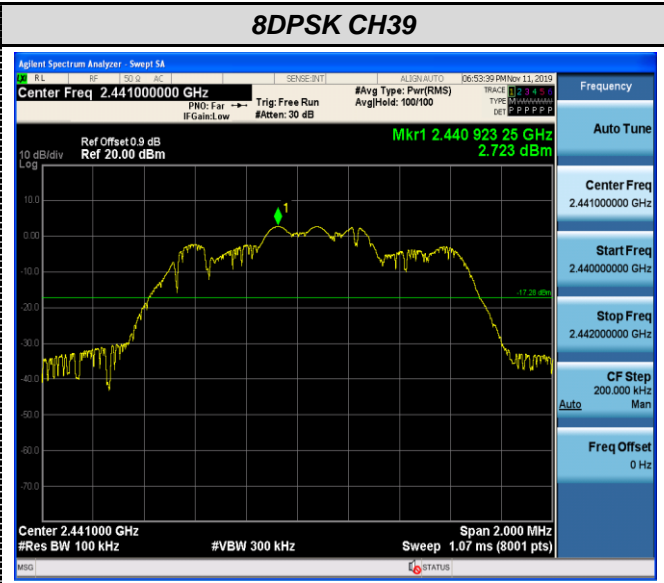 8DPSK CH39
Agilent Spectrum Analyzer - Swept SA
RL RF 50 Ω AC SENSE:INT ALIGN AUTO 06:53:39 PM Nov 11, 2019
Center Freq 2.441000000 GHz #Avg Type: Pwr(RMS) TRACE 1 2 3 4 5 6
PNO: Far Trig: Free Run Avg|Hold: 100/100 TYPE M
IFGain:Low #Atten: 30 dB DET P P P P P P
Mkr1 2.440 923 25 GHz
2.723 dBm
Ref Offset 0.9 dB
10 dB/div Ref 20.00 dBm
Log
10.0
0.00
-10.0
-20.0
-30.0
-40.0
-50.0
-60.0
-70.0
1
-17.28 dBm
Center 2.441000 GHz Span 2.000 MHz
#Res BW 100 kHz #VBW 300 kHz Sweep 1.07 ms (8001 pts)
MSG STATUS
Frequency
Auto Tune
Center Freq
2.441000000 GHz
Start Freq
2.440000000 GHz
Stop Freq
2.442000000 GHz
CF Step
200.000 kHz
Auto Man
Freq Offset
0 Hz